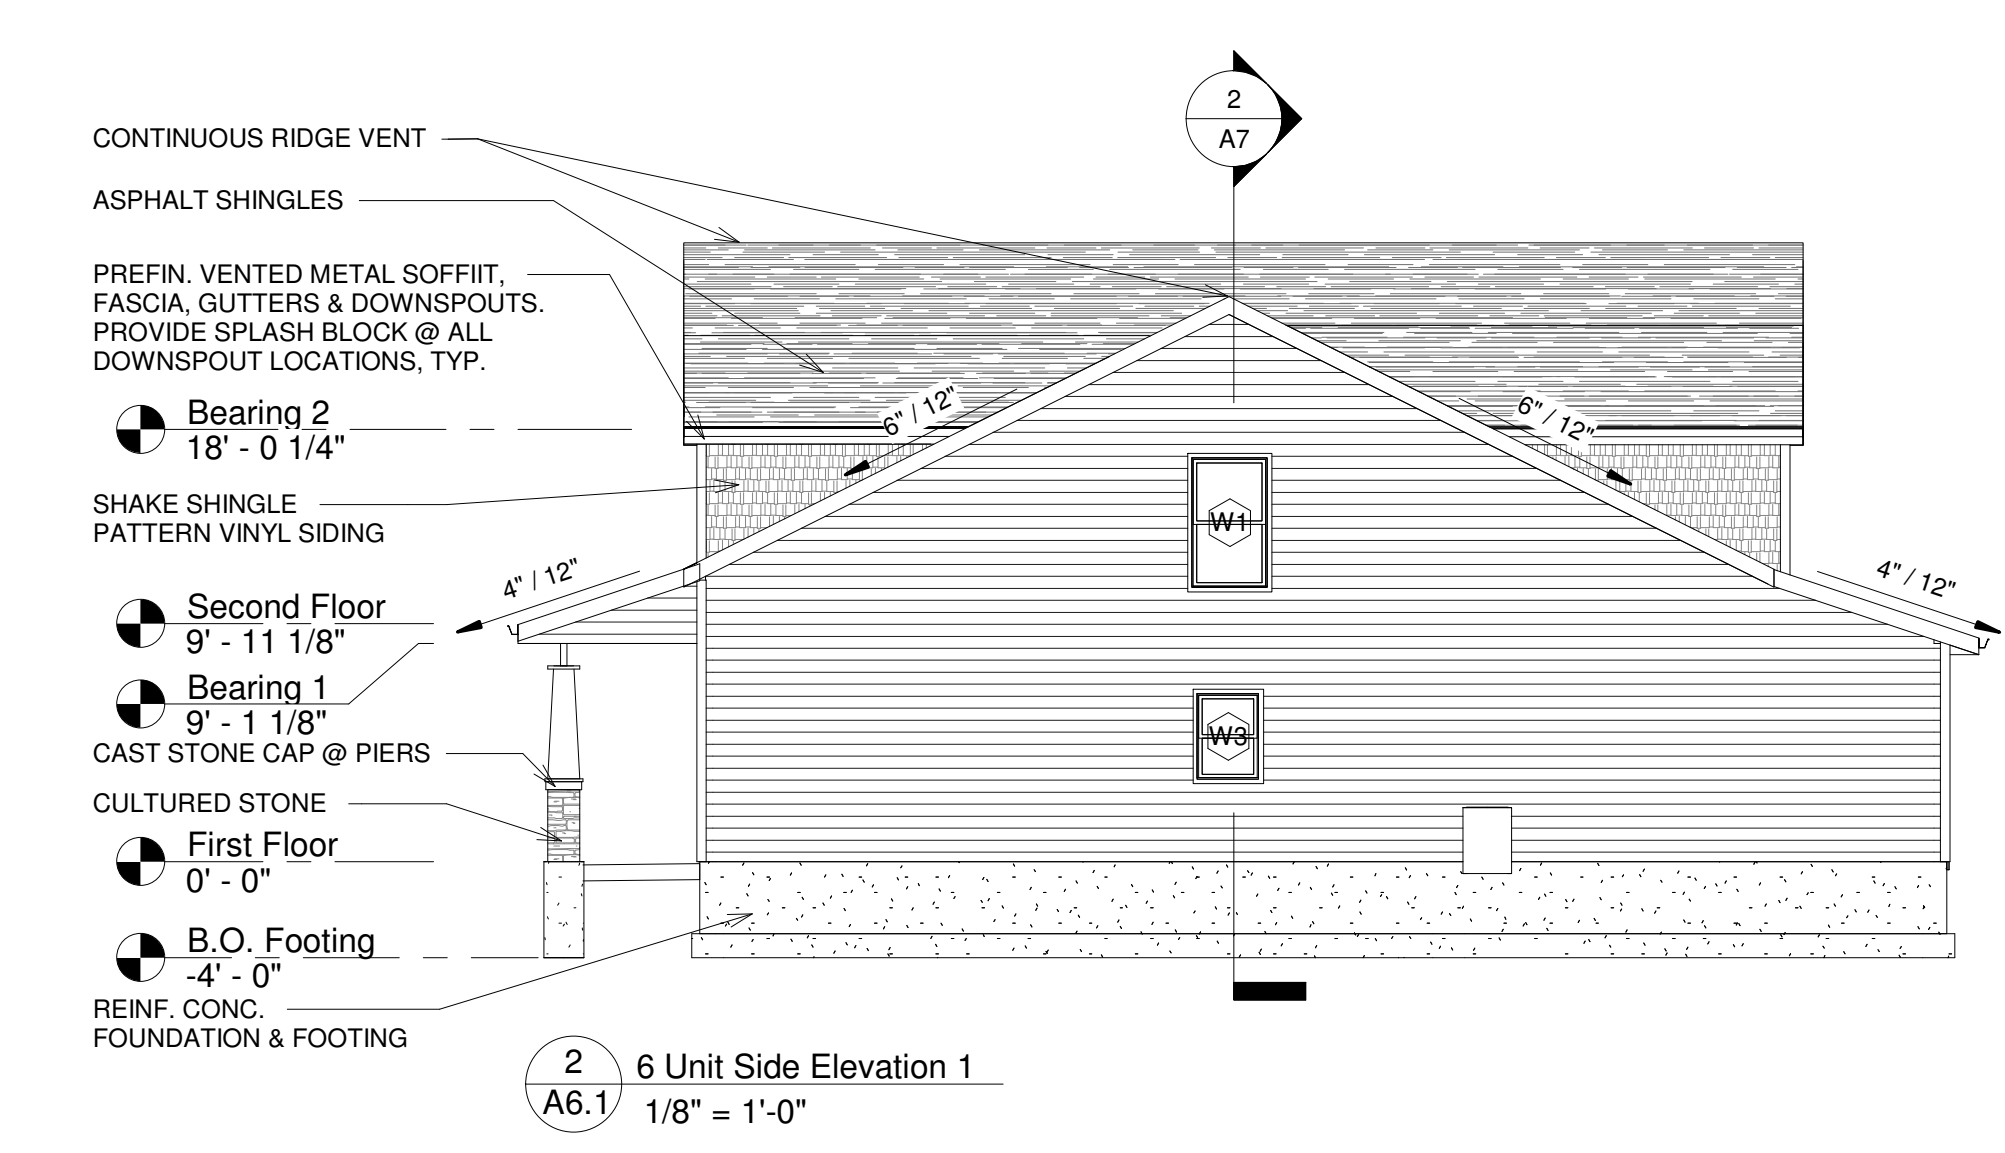 2
A7
CONTINUOUS RIDGE VENT
ASPHALT SHINGLES
PREFIN. VENTED METAL SOFFIIT,
FASCIA, GUTTERS & DOWNSPOUTS.
PROVIDE SPLASH BLOCK @ ALL
DOWNSPOUT LOCATIONS, TYP.
6" / 12"
6" / 12"
Bearing 2
18' - 0 1/4"
SHAKE SHINGLE
PATTERN VINYL SIDING
W1
4" / 12"
4" / 12"
Second Floor
9' - 11 1/8"
Bearing 1
9' - 1 1/8"
W3
CAST STONE CAP @ PIERS
CULTURED STONE
First Floor
0' - 0"
B.O. Footing
-4' - 0"
REINF. CONC.
FOUNDATION & FOOTING
2
A6.1
6 Unit Side Elevation 1
1/8" = 1'-0"